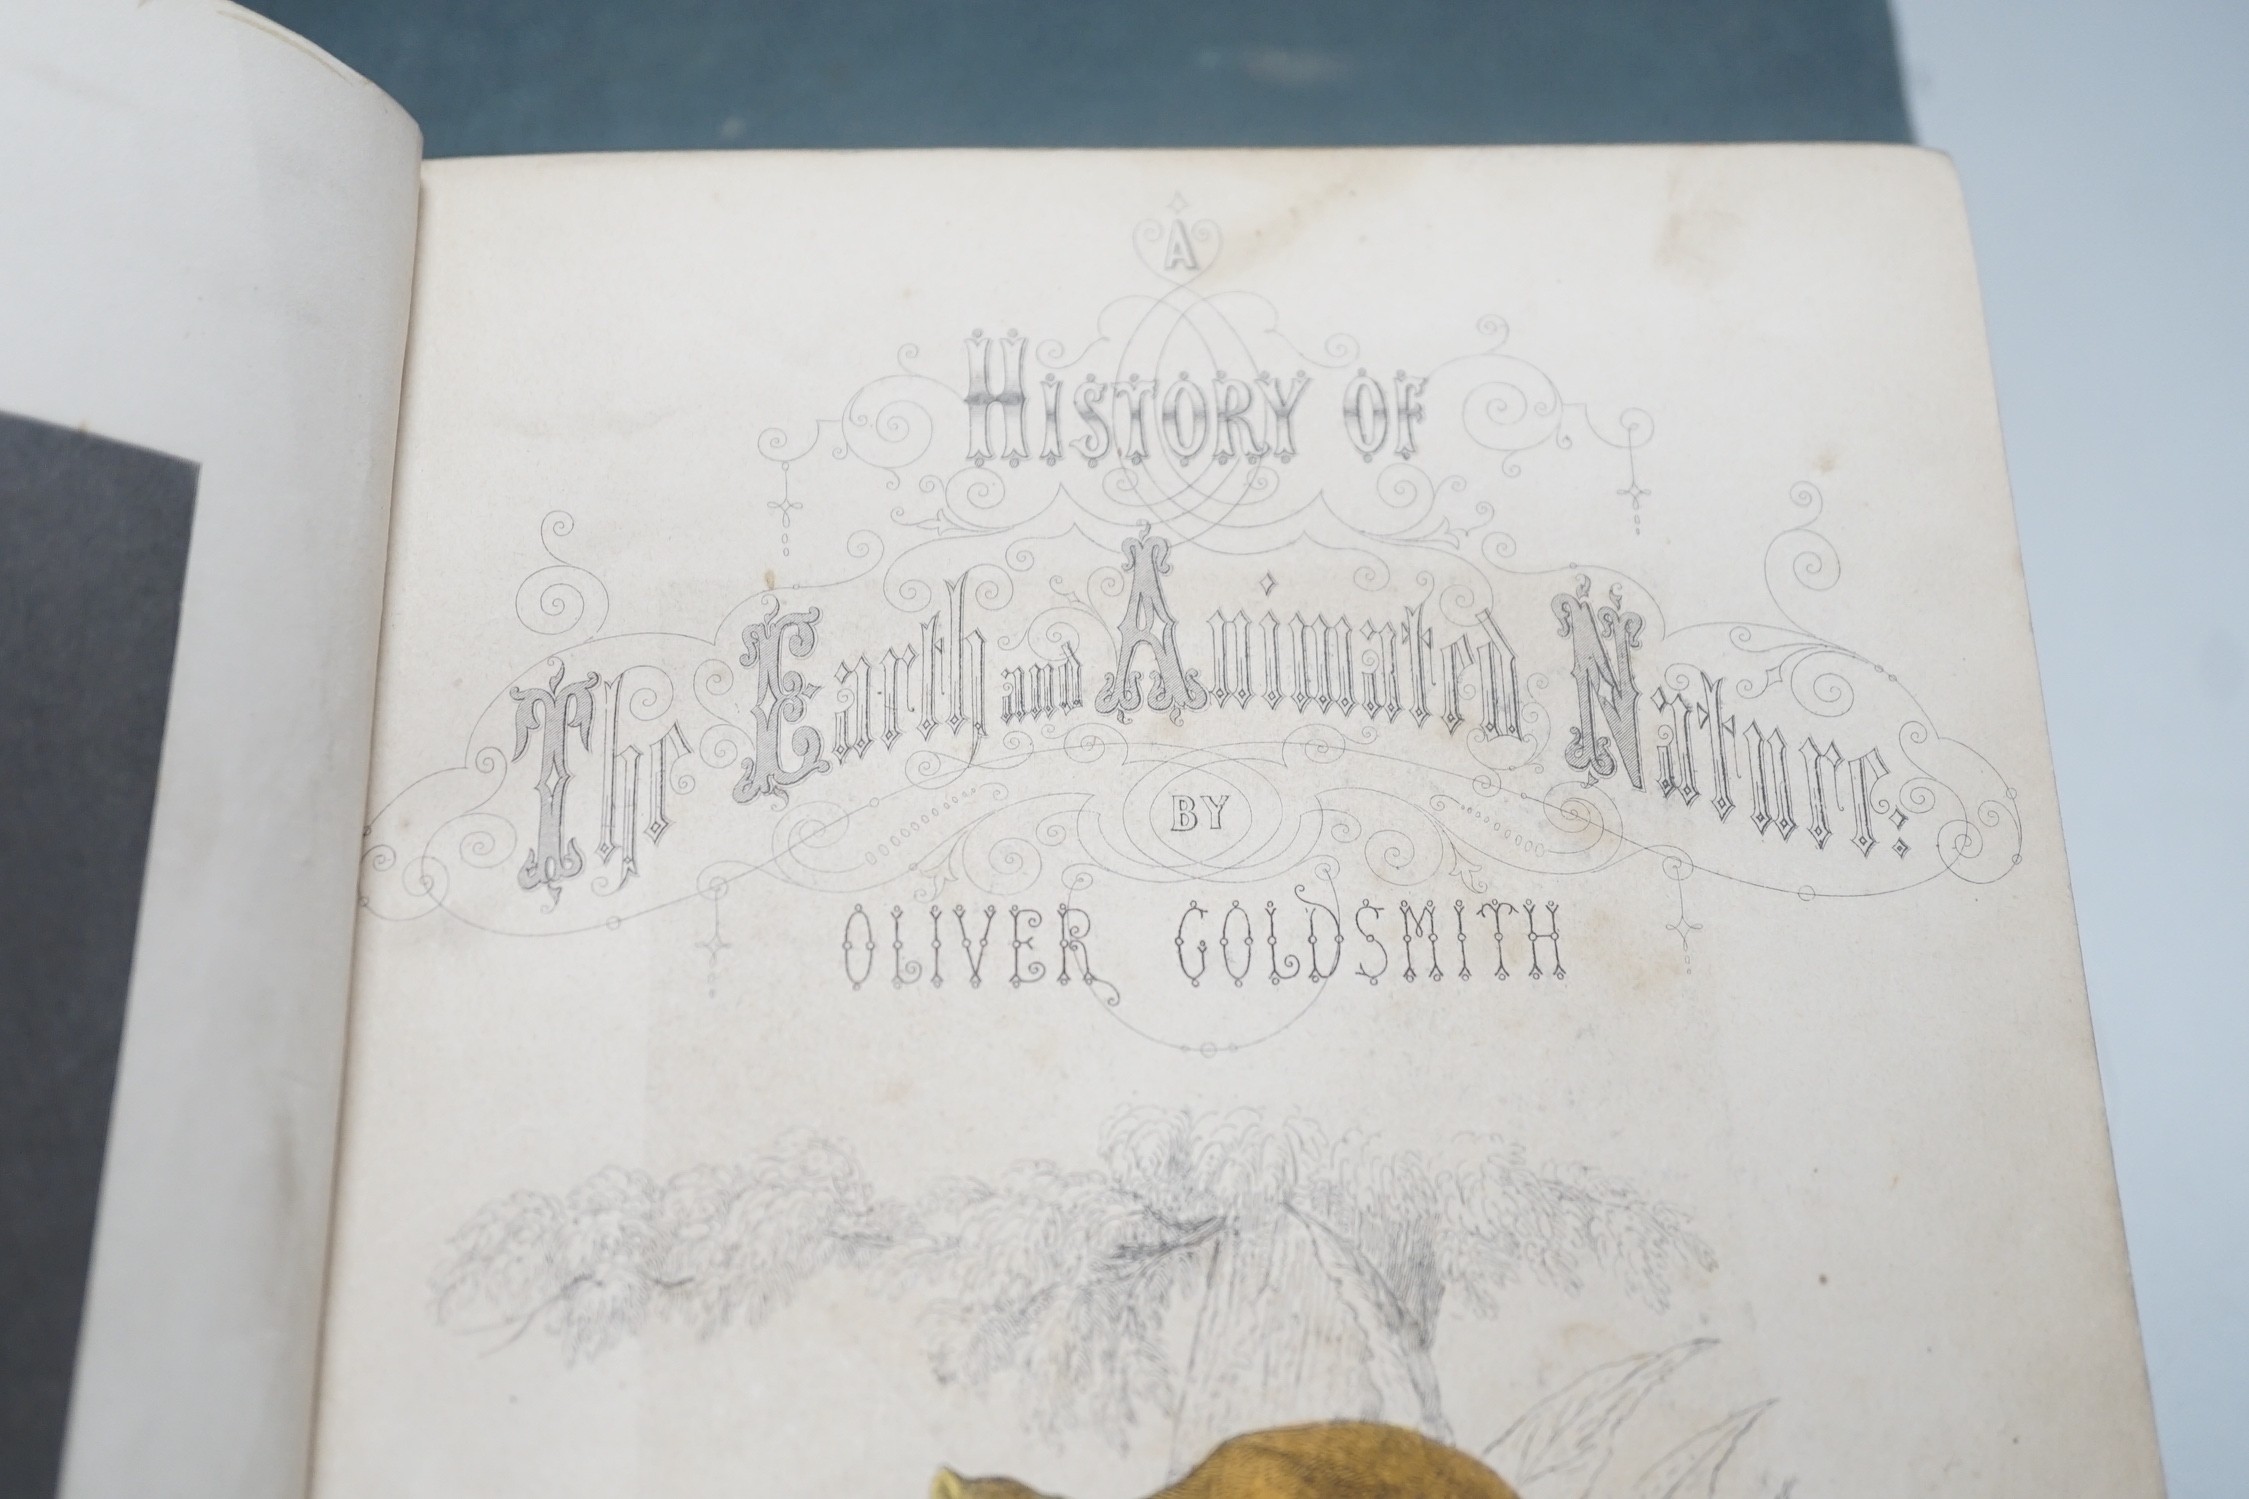 A
HISTORY OF
The Earth and Animated Nature:
BY
OLIVER GOLDSMITH